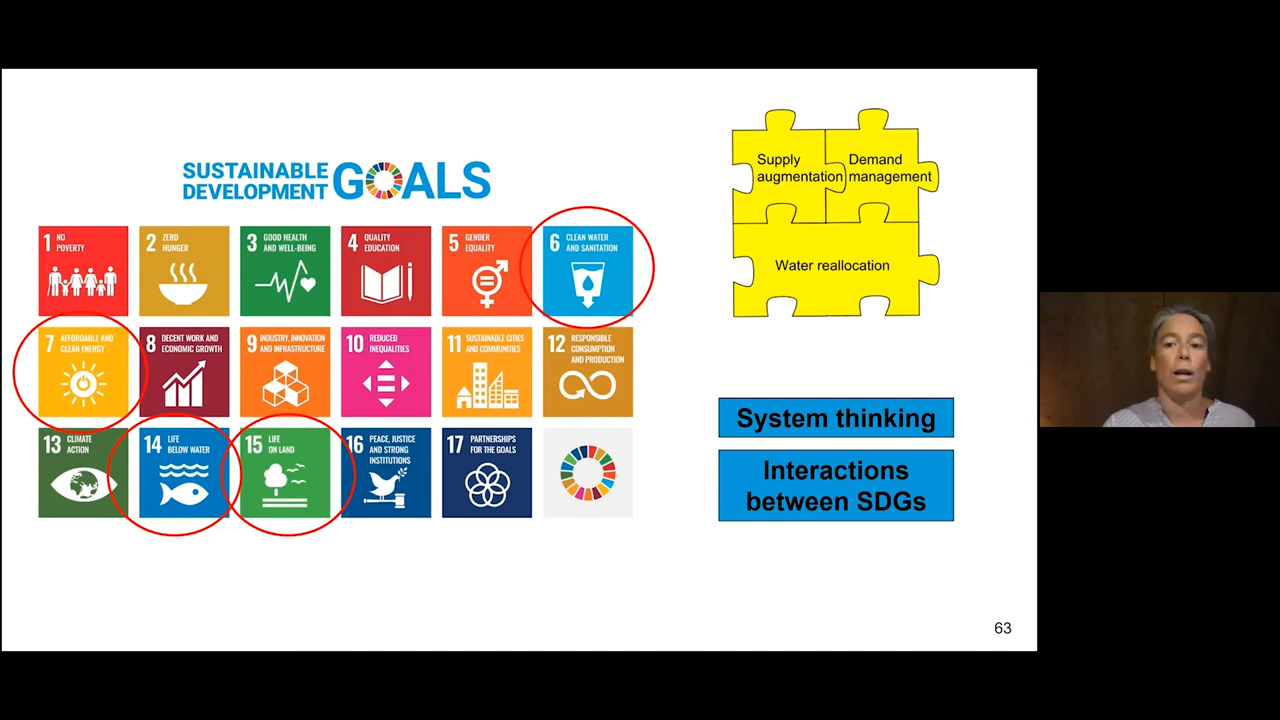 SUSTAINABLE
DEVELOPMENT
GOALS
1 NO
POVERTY
2 ZERO
HUNGER
3 GOOD HEALTH
AND WELL-BEING
4 QUALITY
EDUCATION
5 GENDER
EQUALITY
6 CLEAN WATER
AND SANITATION
7 AFFORDABLE AND
CLEAN ENERGY
8 DECENT WORK AND
ECONOMIC GROWTH
9 INDUSTRY, INNOVATION
AND INFRASTRUCTURE
10 REDUCED
INEQUALITIES
11 SUSTAINABLE CITIES
AND COMMUNITIES
12 RESPONSIBLE
CONSUMPTION
AND PRODUCTION
13 CLIMATE
ACTION
14 LIFE
BELOW WATER
15 LIFE
ON LAND
16 PEACE, JUSTICE
AND STRONG
INSTITUTIONS
17 PARTNERSHIPS
FOR THE GOALS
Supply
augmentation
Demand
management
Water reallocation
System thinking
Interactions
between SDGs
63